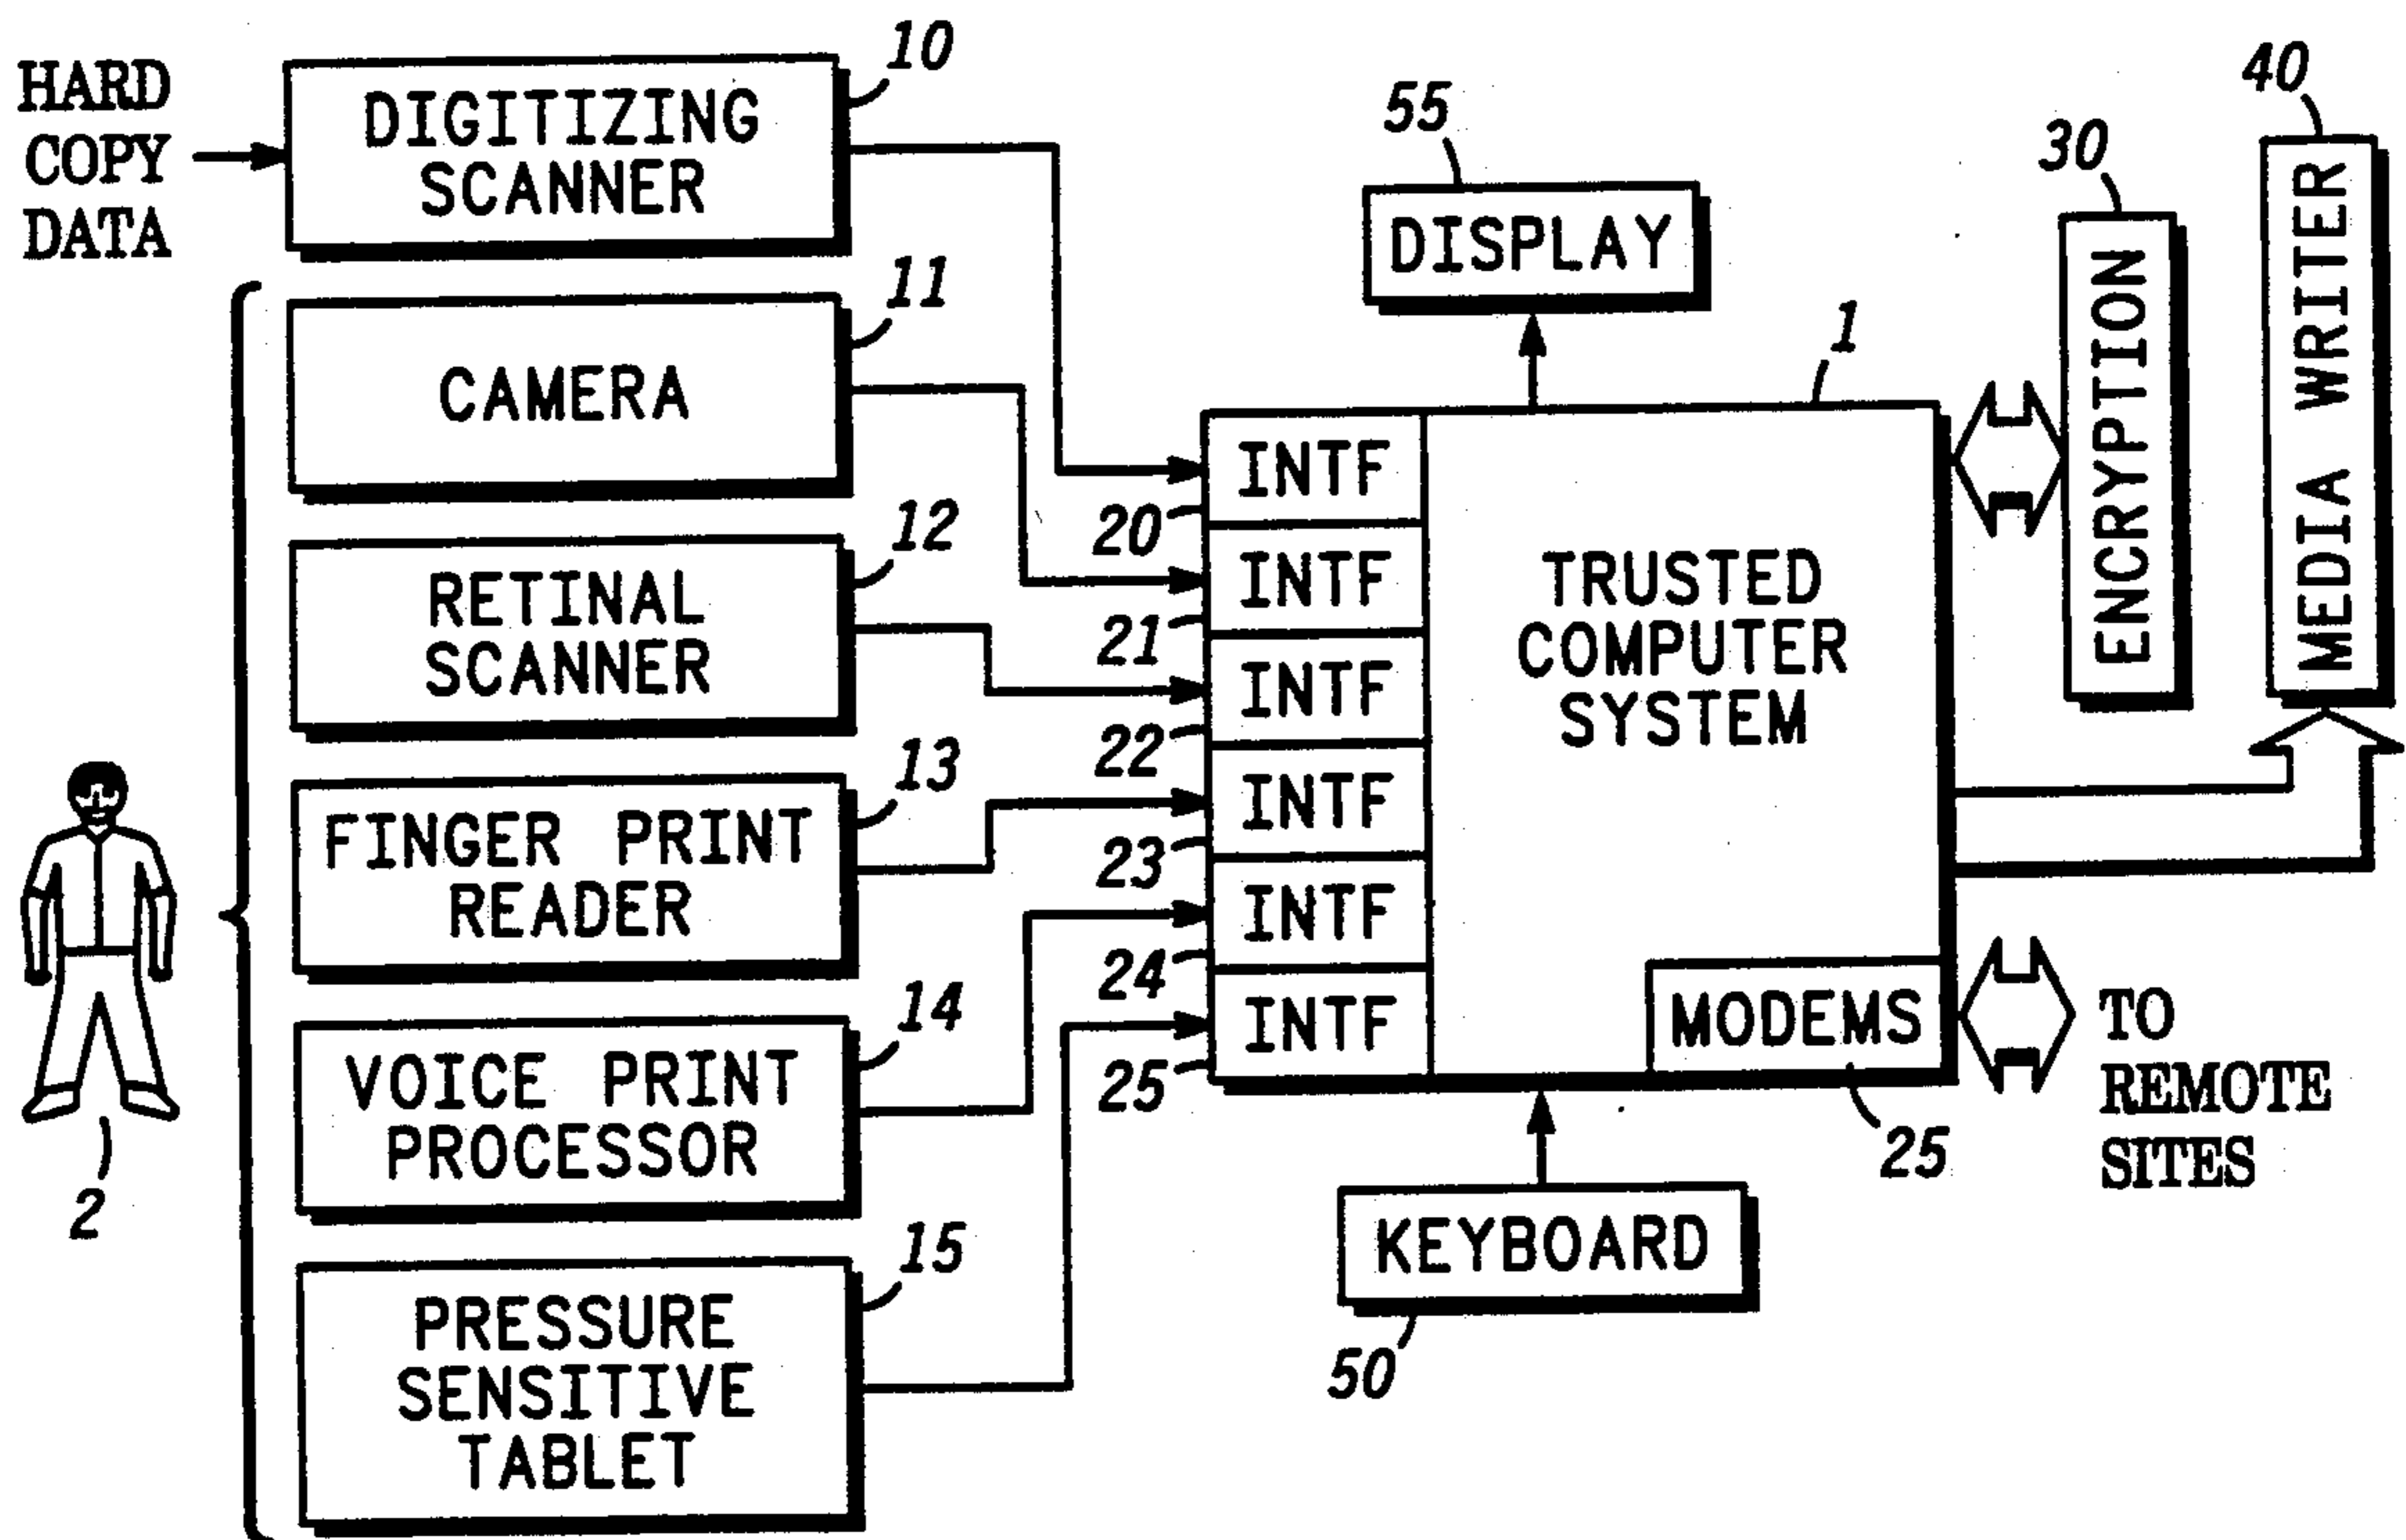 HARD
COPY
DATA
DIGITIZING
SCANNER
10
CAMERA
11
RETINAL
SCANNER
12
FINGER PRINT
READER
13
VOICE PRINT
PROCESSOR
14
PRESSURE
SENSITIVE
TABLET
15
2
INTF
20
INTF
21
INTF
22
INTF
23
INTF
24
INTF
25
55
DISPLAY
1
TRUSTED
COMPUTER
SYSTEM
MODEMS
25
KEYBOARD
50
30
ENCRYPTION
40
MEDIA WRITER
TO
REMOTE
SITES